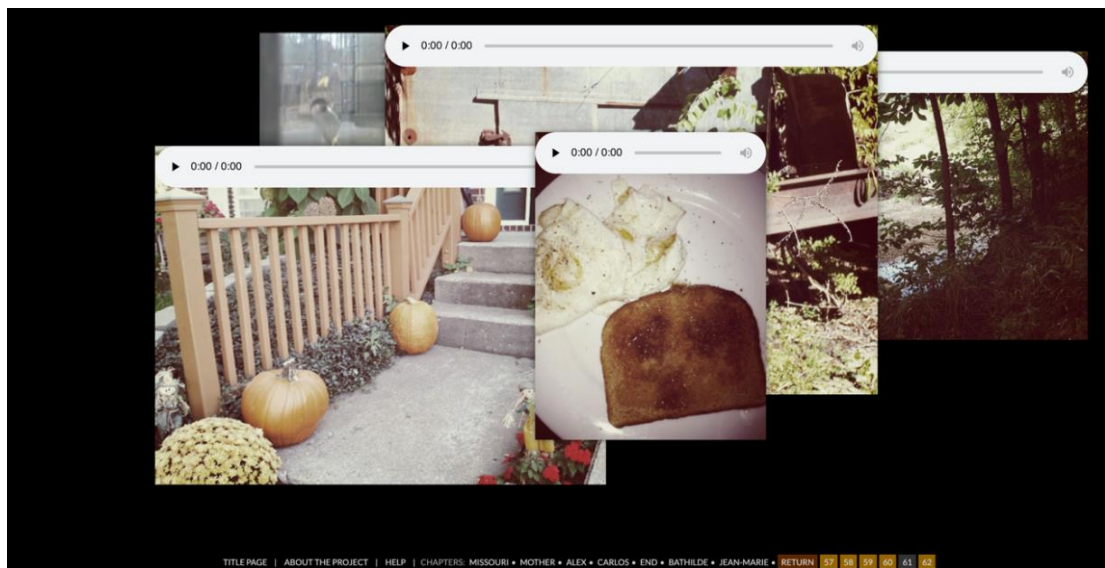 0:00 / 0:00
0:00 / 0:00
0:00 / 0:00
TITLE PAGE | ABOUT THE PROJECT | HELP | CHAPTERS: MISSOURI • MOTHER • ALEX • CARLOS • END • BATHILDE • JEAN-MARIE • RETURN 57 58 59 60 61 62